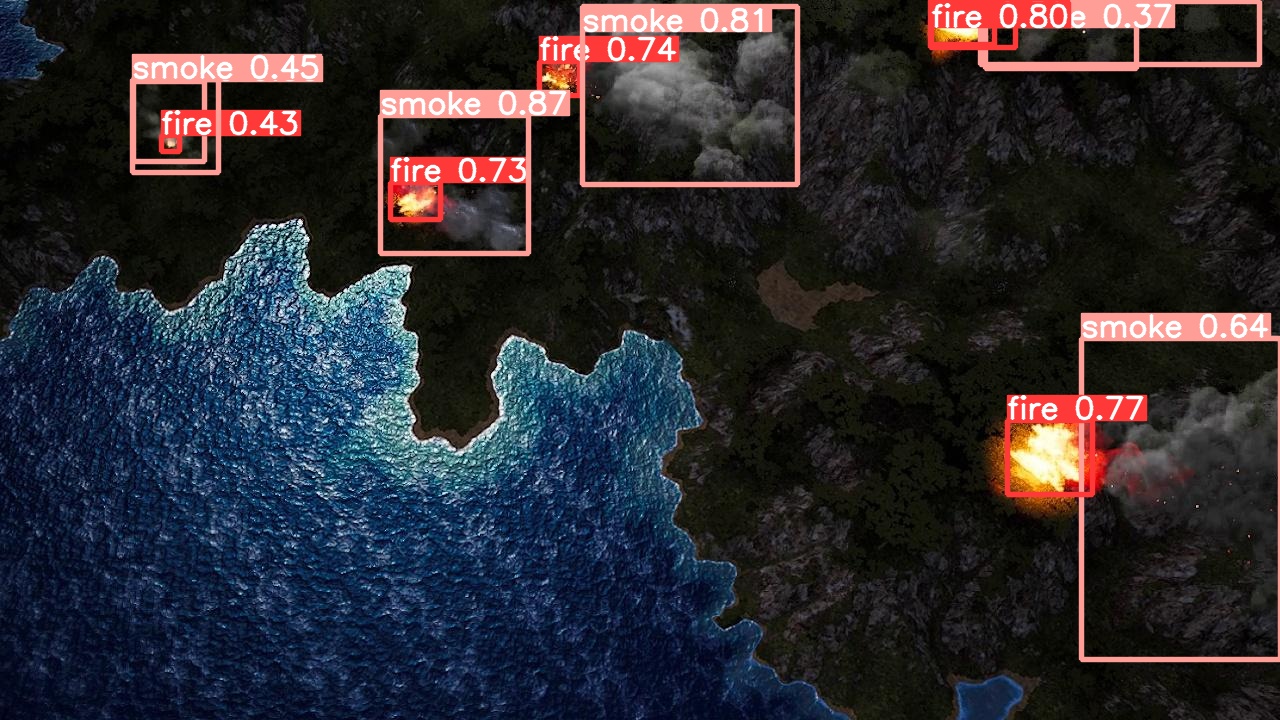 smoke 0.81
fire 0.80e 0.37
fire 0.74
smoke 0.45
smoke 0.87
fire 0.43
fire 0.73
smoke 0.64
fire 0.77